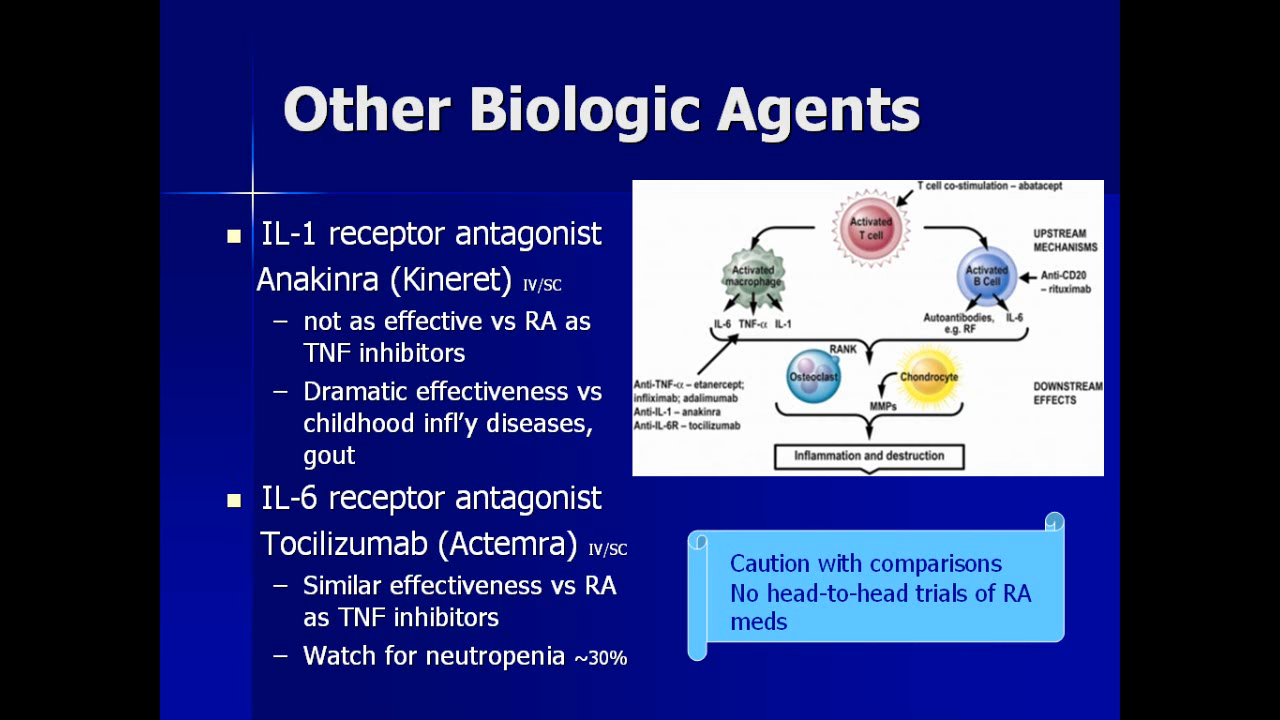 Other Biologic Agents
IL-1 receptor antagonist
Anakinra (Kineret) IV/SC
– not as effective vs RA as
TNF inhibitors
– Dramatic effectiveness vs
childhood infl’y diseases,
gout
IL-6 receptor antagonist
Tocilizumab (Actemra) IV/SC
– Similar effectiveness vs RA
as TNF inhibitors
– Watch for neutropenia ~30%
T cell co-stimulation – abatacept
Activated
T cell
UPSTREAM
MECHANISMS
Activated
macrophage
Activated
B Cell
Anti-CD20
– rituximab
IL-6 TNF-α IL-1
Autoantibodies,
e.g. RF
IL-6
RANK
Osteoclast
Chondrocyte
MMPs
Anti-TNF-α – etanercept;
infliximab; adalimumab
Anti-IL-1 – anakinra
Anti-IL-6R – tocilizumab
DOWNSTREAM
EFFECTS
Inflammation and destruction
Caution with comparisons
No head-to-head trials of RA
meds